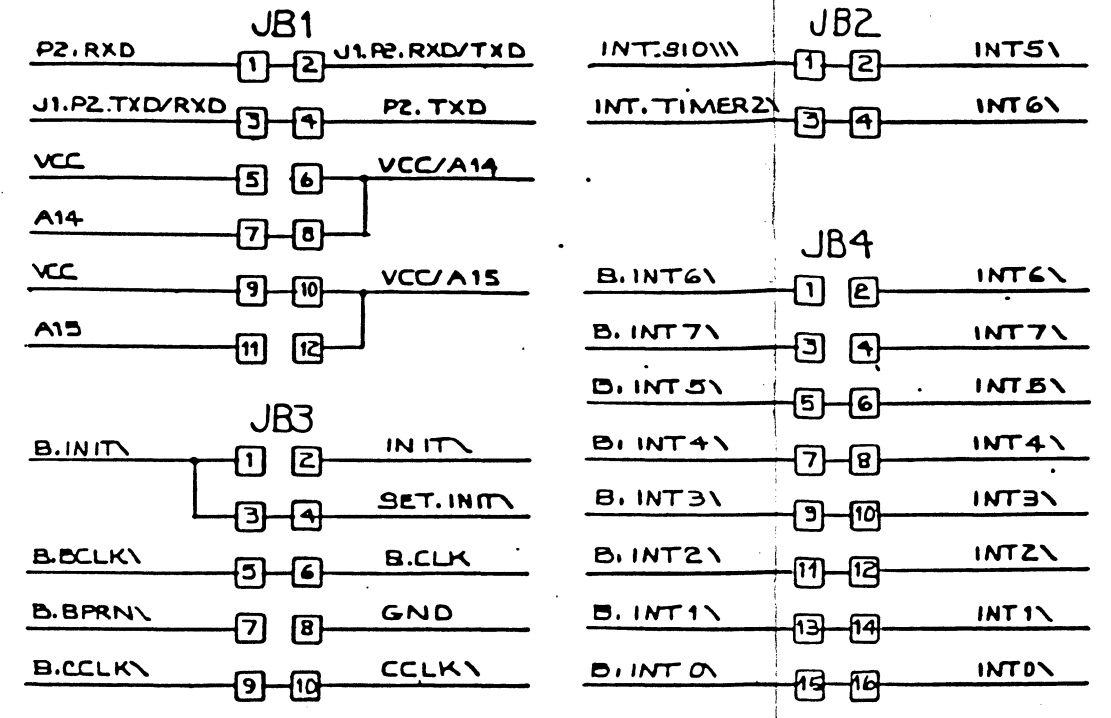 JB1
P2.RXD 1 2 J1.P2.RXD/TXD
J1.P2.TXD/RXD 3 4 P2.TXD
VCC 5 6 VCC/A14
A14 7 8
VCC 9 10 VCC/A15
A15 11 12
JB3
B.INIT\ 1 2 INIT\
3 4 SET.INIT\
B.BCLK\ 5 6 B.CLK
B.BPRN\ 7 8 GND
B.CCLK\ 9 10 CCLK\
JB2
INT.SIO\\\ 1 2 INT5\
INT.TIMER2\ 3 4 INT6\
JB4
B.INT6\ 1 2 INT6\
B.INT7\ 3 4 INT7\
B.INT5\ 5 6 INT5\
B.INT4\ 7 8 INT4\
B.INT3\ 9 10 INT3\
B.INT2\ 11 12 INT2\
B.INT1\ 13 14 INT1\
B.INT0\ 15 16 INT0\